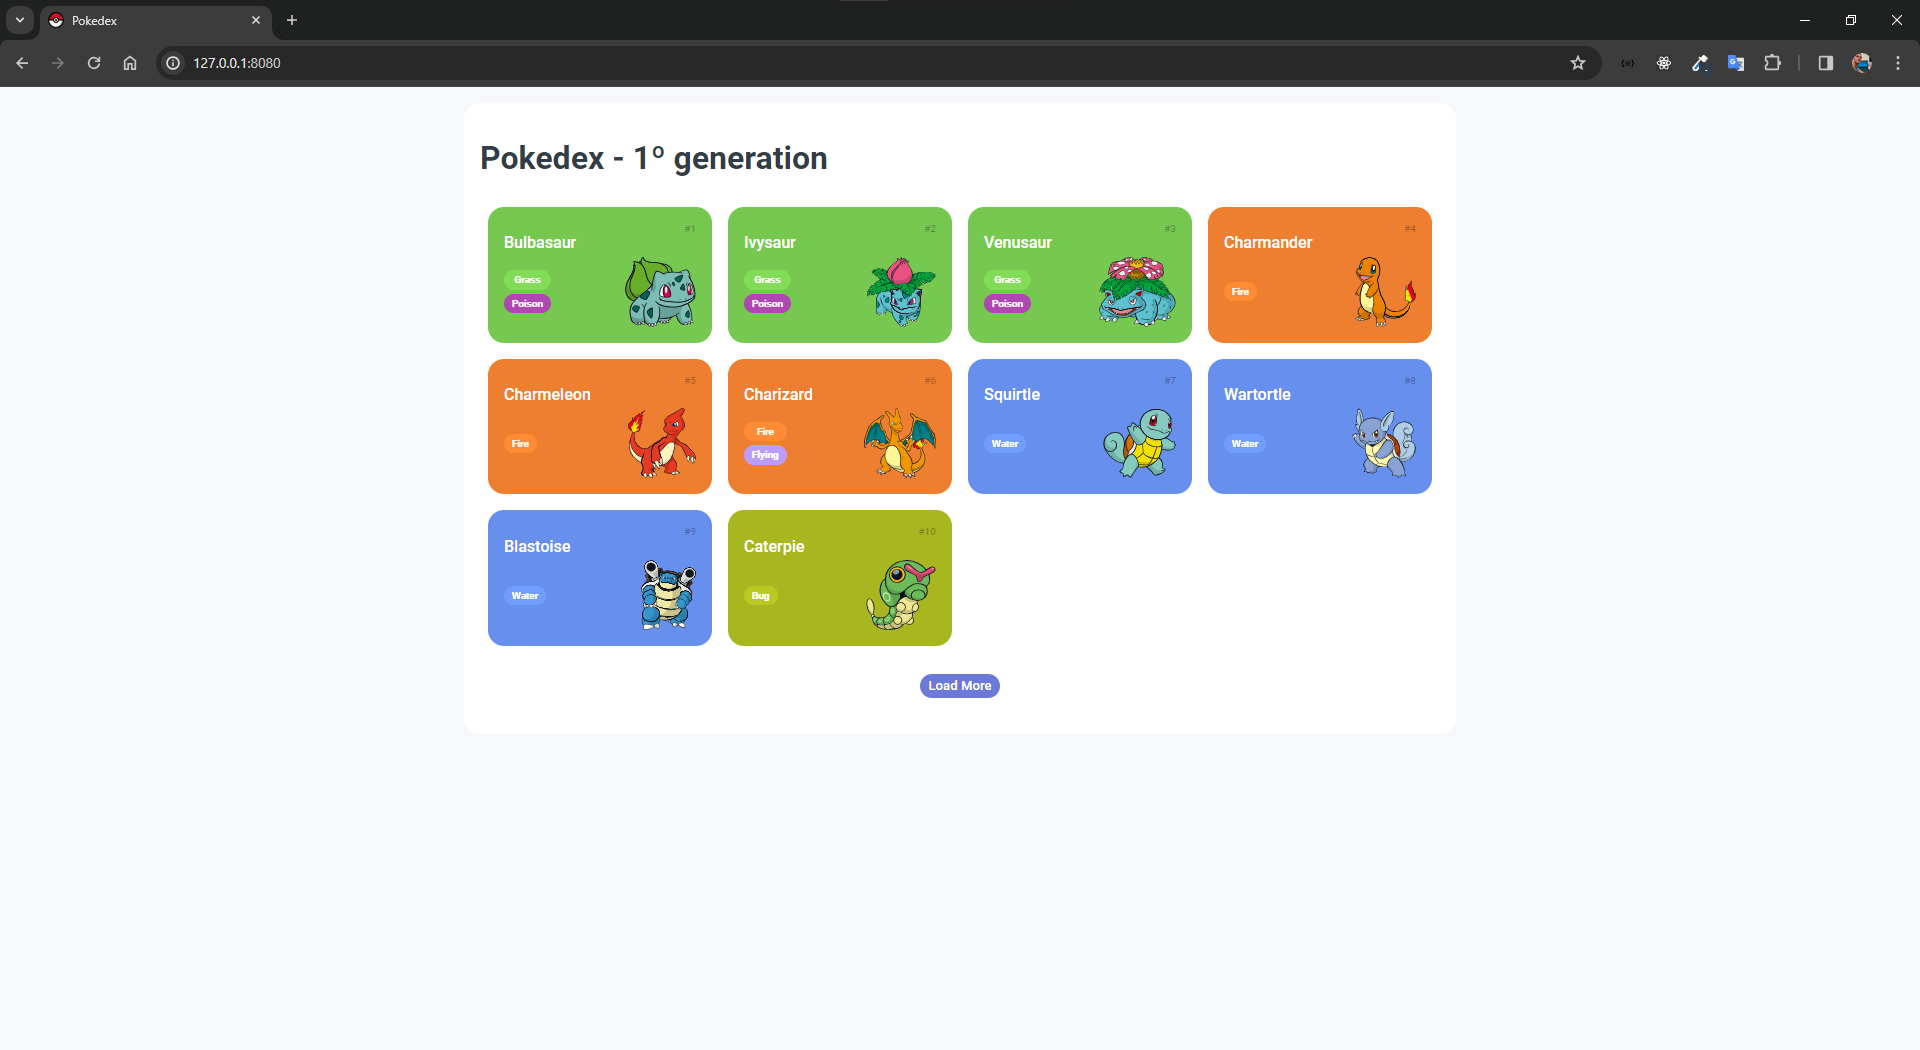 Pokedex
127.0.0.1:8080
Pokedex - 1º generation
#1
Bulbasaur
Grass
Poison
#2
Ivysaur
Grass
Poison
#3
Venusaur
Grass
Poison
#4
Charmander
Fire
#5
Charmeleon
Fire
#6
Charizard
Fire
Flying
#7
Squirtle
Water
#8
Wartortle
Water
#9
Blastoise
Water
#10
Caterpie
Bug
Load More